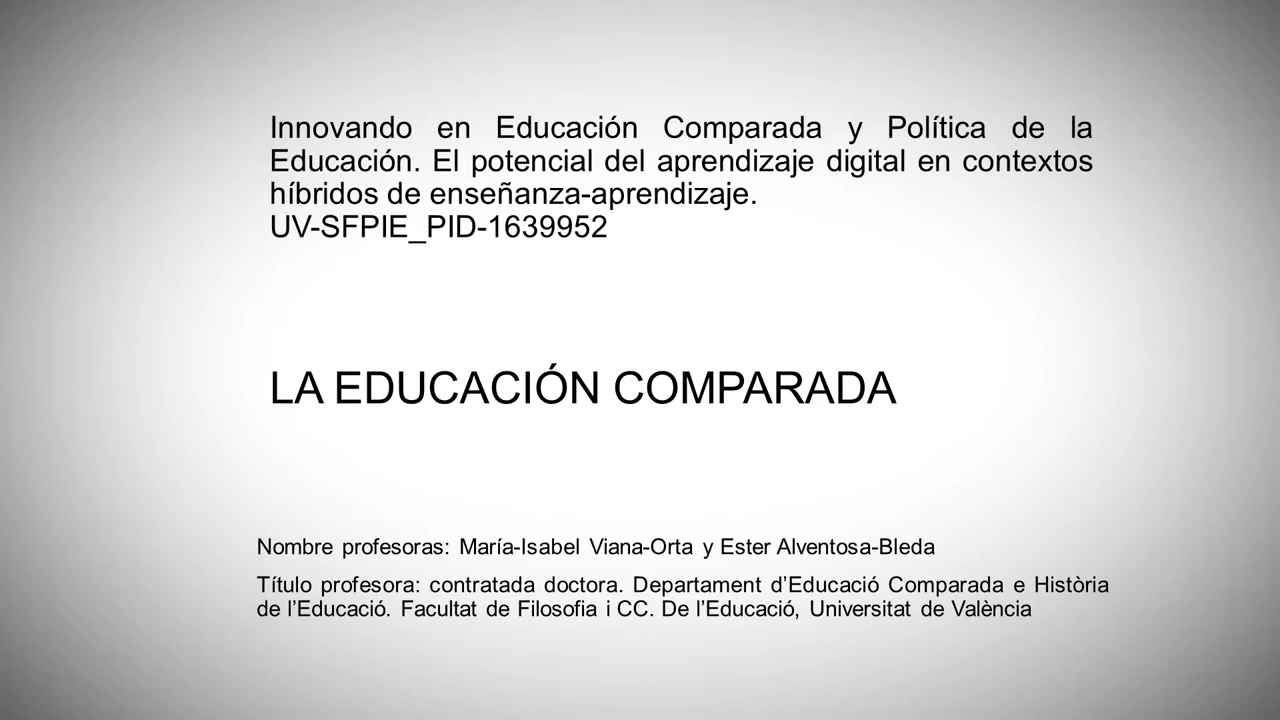 Innovando en Educación Comparada y Política de la
Educación. El potencial del aprendizaje digital en contextos
híbridos de enseñanza-aprendizaje.
UV-SFPIE_PID-1639952
LA EDUCACIÓN COMPARADA
Nombre profesoras: María-Isabel Viana-Orta y Ester Alventosa-Bleda
Título profesora: contratada doctora. Departament d’Educació Comparada e Història
de l’Educació. Facultat de Filosofia i CC. De l’Educació, Universitat de València